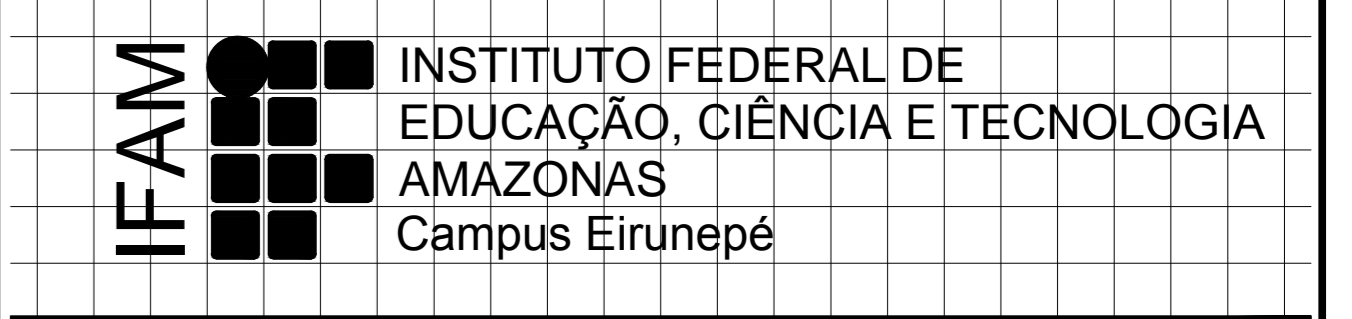 IFAM
INSTITUTO FEDERAL DE
EDUCAÇÃO, CIÊNCIA E TECNOLOGIA
AMAZONAS
Campus Eirunepé